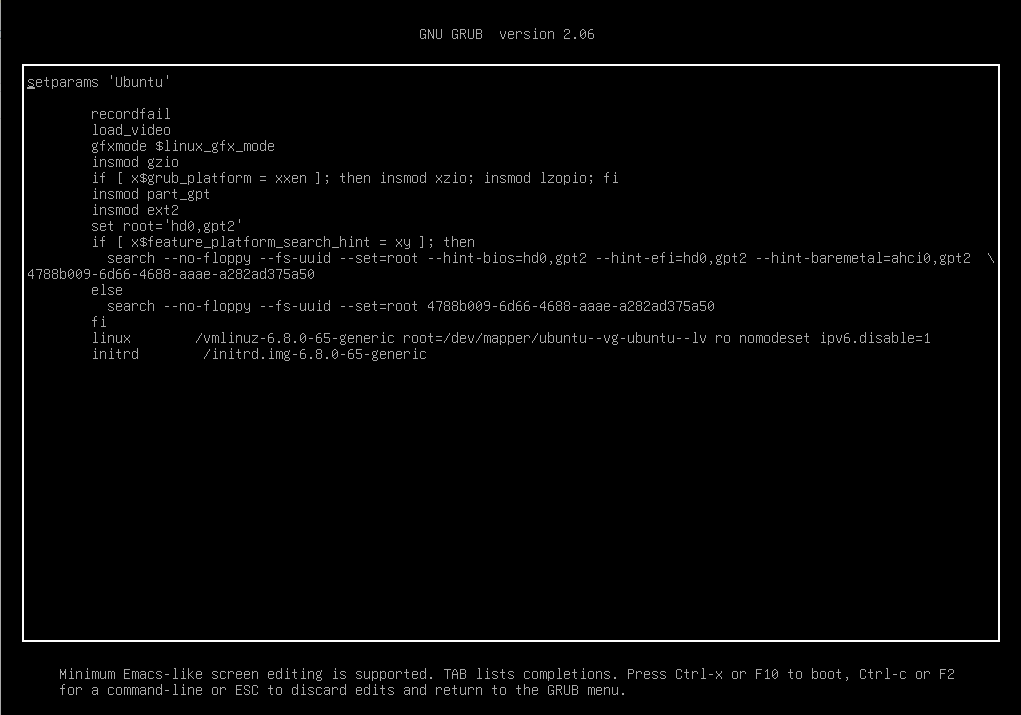 GNU GRUB  version 2.06
setparams 'Ubuntu'
recordfail
load_video
gfxmode $linux_gfx_mode
insmod gzio
if [ x$grub_platform = xxen ]; then insmod xzio; insmod lzopio; fi
insmod part_gpt
insmod ext2
set root='hd0,gpt2'
if [ x$feature_platform_search_hint = xy ]; then
search --no-floppy --fs-uuid --set=root --hint-bios=hd0,gpt2 --hint-efi=hd0,gpt2 --hint-baremetal=ahci0,gpt2  \
4788b009-6d66-4688-aaae-a282ad375a50
else
search --no-floppy --fs-uuid --set=root 4788b009-6d66-4688-aaae-a282ad375a50
fi
linux        /vmlinuz-6.8.0-65-generic root=/dev/mapper/ubuntu--vg-ubuntu--lv ro nomodeset ipv6.disable=1
initrd        /initrd.img-6.8.0-65-generic
Minimum Emacs-like screen editing is supported. TAB lists completions. Press Ctrl-x or F10 to boot, Ctrl-c or F2
for a command-line or ESC to discard edits and return to the GRUB menu.